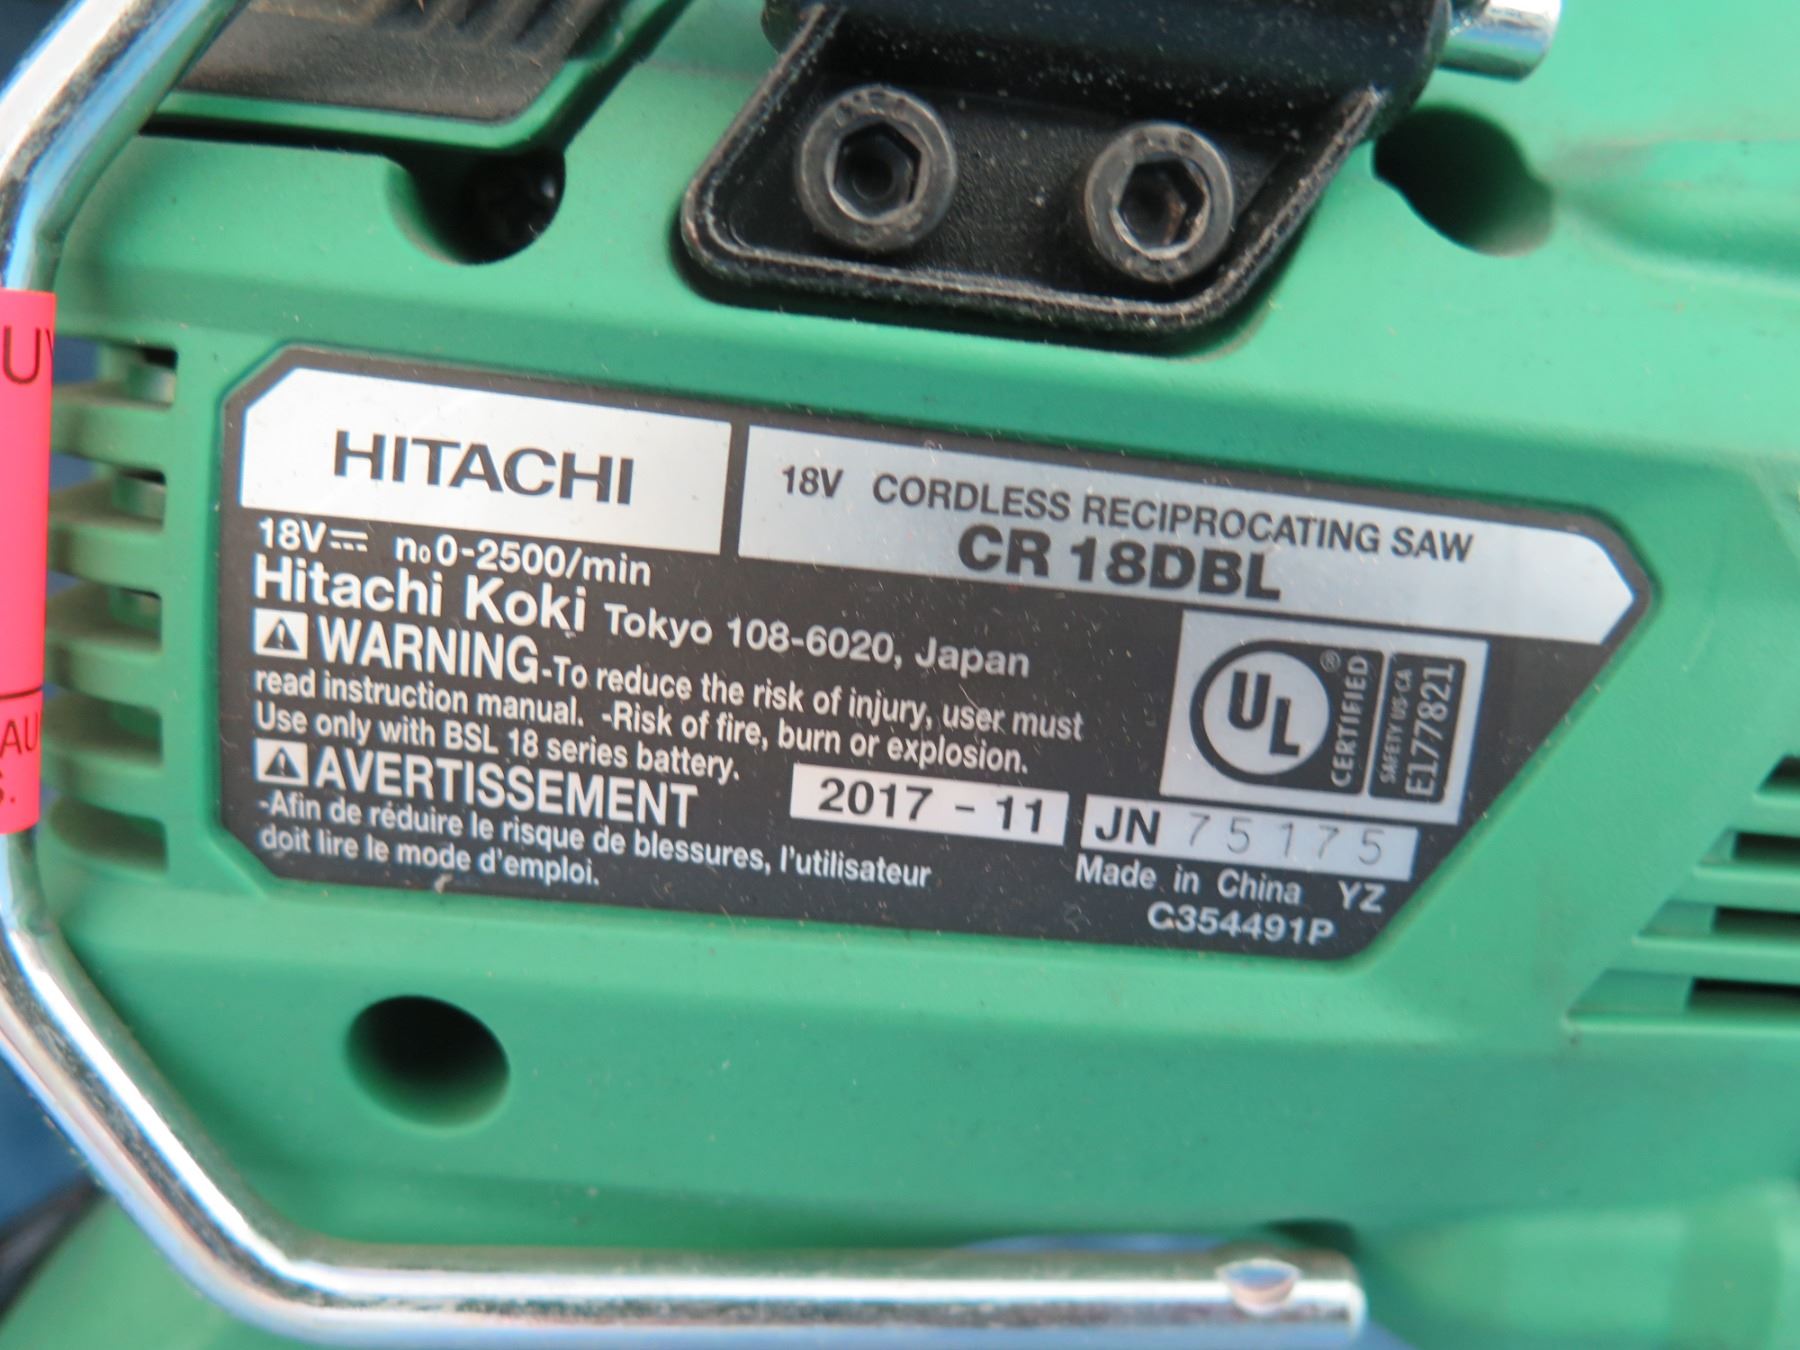 HITACHI
18V CORDLESS RECIPROCATING SAW
CR 18DBL
18V⎓ n₀0-2500/min
Hitachi Koki Tokyo 108-6020, Japan
⚠WARNING-To reduce the risk of injury, user must
read instruction manual. -Risk of fire, burn or explosion.
Use only with BSL 18 series battery.
⚠AVERTISSEMENT
-Afin de réduire le risque de blessures, l'utilisateur
doit lire le mode d'emploi.
2017 - 11
JN 75175
Made in China YZ
C354491P
UL®
CERTIFIED
SAFETY US-CA
E177821